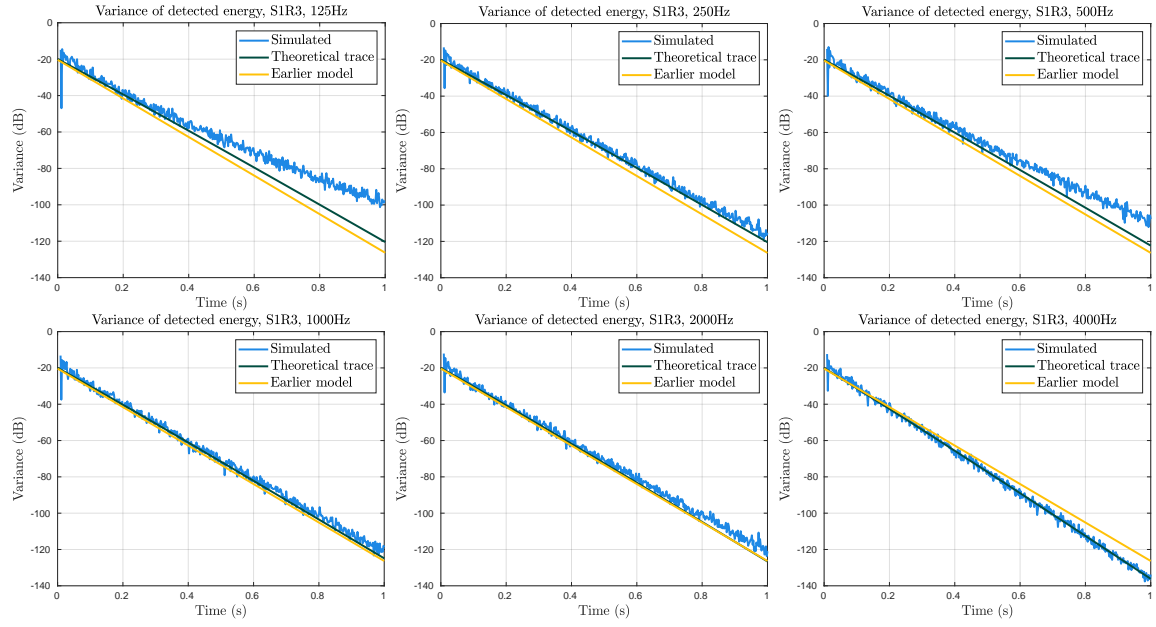 Variance of detected energy, S1R3, 125Hz
0
-20
-40
-60
-80
-100
-120
-140
Variance (dB)
Simulated
Theoretical trace
Earlier model
0 0.2 0.4 0.6 0.8 1
Time (s)
Variance of detected energy, S1R3, 250Hz
0
-20
-40
-60
-80
-100
-120
-140
Variance (dB)
Simulated
Theoretical trace
Earlier model
0 0.2 0.4 0.6 0.8 1
Time (s)
Variance of detected energy, S1R3, 500Hz
0
-20
-40
-60
-80
-100
-120
-140
Variance (dB)
Simulated
Theoretical trace
Earlier model
0 0.2 0.4 0.6 0.8 1
Time (s)
Variance of detected energy, S1R3, 1000Hz
0
-20
-40
-60
-80
-100
-120
-140
Variance (dB)
Simulated
Theoretical trace
Earlier model
0 0.2 0.4 0.6 0.8 1
Time (s)
Variance of detected energy, S1R3, 2000Hz
0
-20
-40
-60
-80
-100
-120
-140
Variance (dB)
Simulated
Theoretical trace
Earlier model
0 0.2 0.4 0.6 0.8 1
Time (s)
Variance of detected energy, S1R3, 4000Hz
0
-20
-40
-60
-80
-100
-120
-140
Variance (dB)
Simulated
Theoretical trace
Earlier model
0 0.2 0.4 0.6 0.8 1
Time (s)